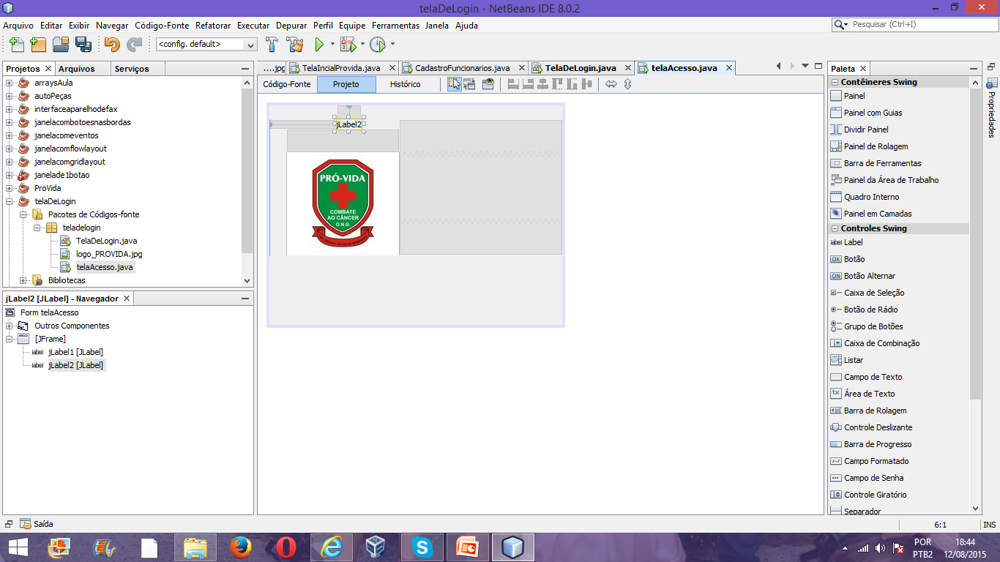 telaDeLogin - NetBeans IDE 8.0.2
Arquivo Editar Exibir Navegar Código-Fonte Refatorar Executar Depurar Perfil Equipe Ferramentas Janela Ajuda
Pesquisar (Ctrl+I)
<config. default>
Projetos Arquivos Serviços
....jpg TelaIncialProvida.java CadastroFuncionarios.java TelaDeLogin.java telaAcesso.java
Código-Fonte Projeto Histórico
arraysAula
autoPeças
interfaceaparelhodefax
janelacombotoesnasbordas
janelacomeventos
janelacomflowlayout
janelacomgridlayout
janelade1botao
ProVida
telaDeLogin
Pacotes de Códigos-fonte
teladelogin
TelaDeLogin.java
logo_PROVIDA.jpg
telaAcesso.java
Bibliotecas
jLabel2 [JLabel] - Navegador
Form telaAcesso
Outros Componentes
[JFrame]
jLabel1 [JLabel]
jLabel2 [JLabel]
jLabel2
PRÓ-VIDA
COMBATE
AO CÂNCER
O.N.G.
Paleta
Contêineres Swing
Painel
Painel com Guias
Dividir Painel
Painel de Rolagem
Barra de Ferramentas
Painel da Área de Trabalho
Quadro Interno
Painel em Camadas
Controles Swing
label Label
OK Botão
ON Botão Alternar
Caixa de Seleção
Botão de Rádio
Grupo de Botões
Caixa de Combinação
Listar
Campo de Texto
Área de Texto
Barra de Rolagem
Controle Deslizante
Barra de Progresso
Campo Formatado
Campo de Senha
Controle Giratório
Separador
Propriedades
Saída
6:1 INS
POR
PTB2
18:44
12/08/2015